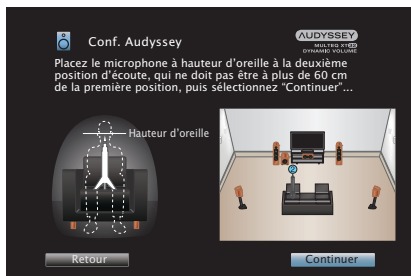 Conf. Audyssey
AUDYSSEY
MULTEQ XT32
DYNAMIC VOLUME
Placez le microphone à hauteur d'oreille à la deuxième
position d'écoute, qui ne doit pas être à plus de 60 cm
de la première position, puis sélectionnez “Continuer”...
Hauteur d'oreille
2
Retour
Continuer